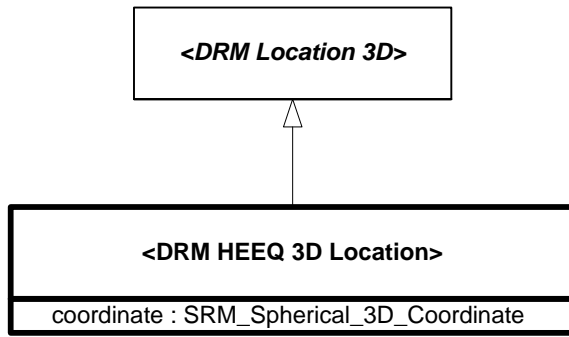 <DRM Location 3D>
<DRM HEEQ 3D Location>
coordinate : SRM_Spherical_3D_Coordinate